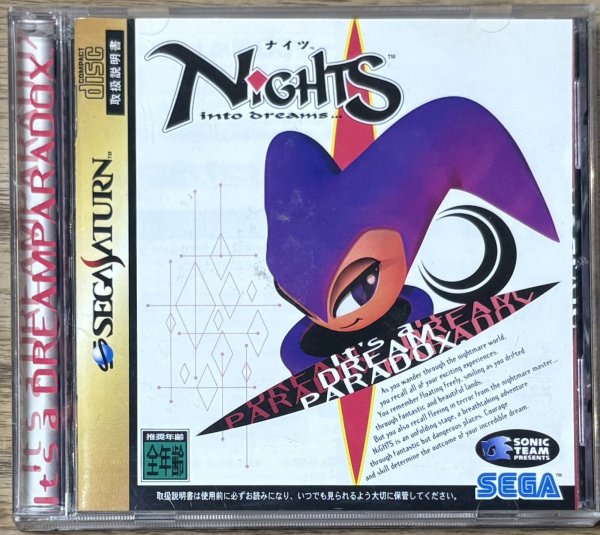 It's a DREAMPARADOX
COMPACT
disc
取扱説明書
SEGA SATURN™
ナイツ™
NiGHTS™
into dreams...
It's a
DREAM
PARADOX
As you wander through the nightmare world,
you recall all of your exciting experiences.
You remember floating freely, smiling as you drifted
through fantastic and beautiful lands.
But you also recall fleeing in terror from the nightmare master...
NiGHTS is an unfolding stage, a breathtaking adventure
through fantastic but dangerous places. Courage
and skill determine the outcome of your incredible dream.
推奨年齢
全年齢
SONIC
TEAM
PRESENTS
SEGA™
取扱説明書は使用前に必ずお読みになり、いつでも見られるよう大切に保管してください。